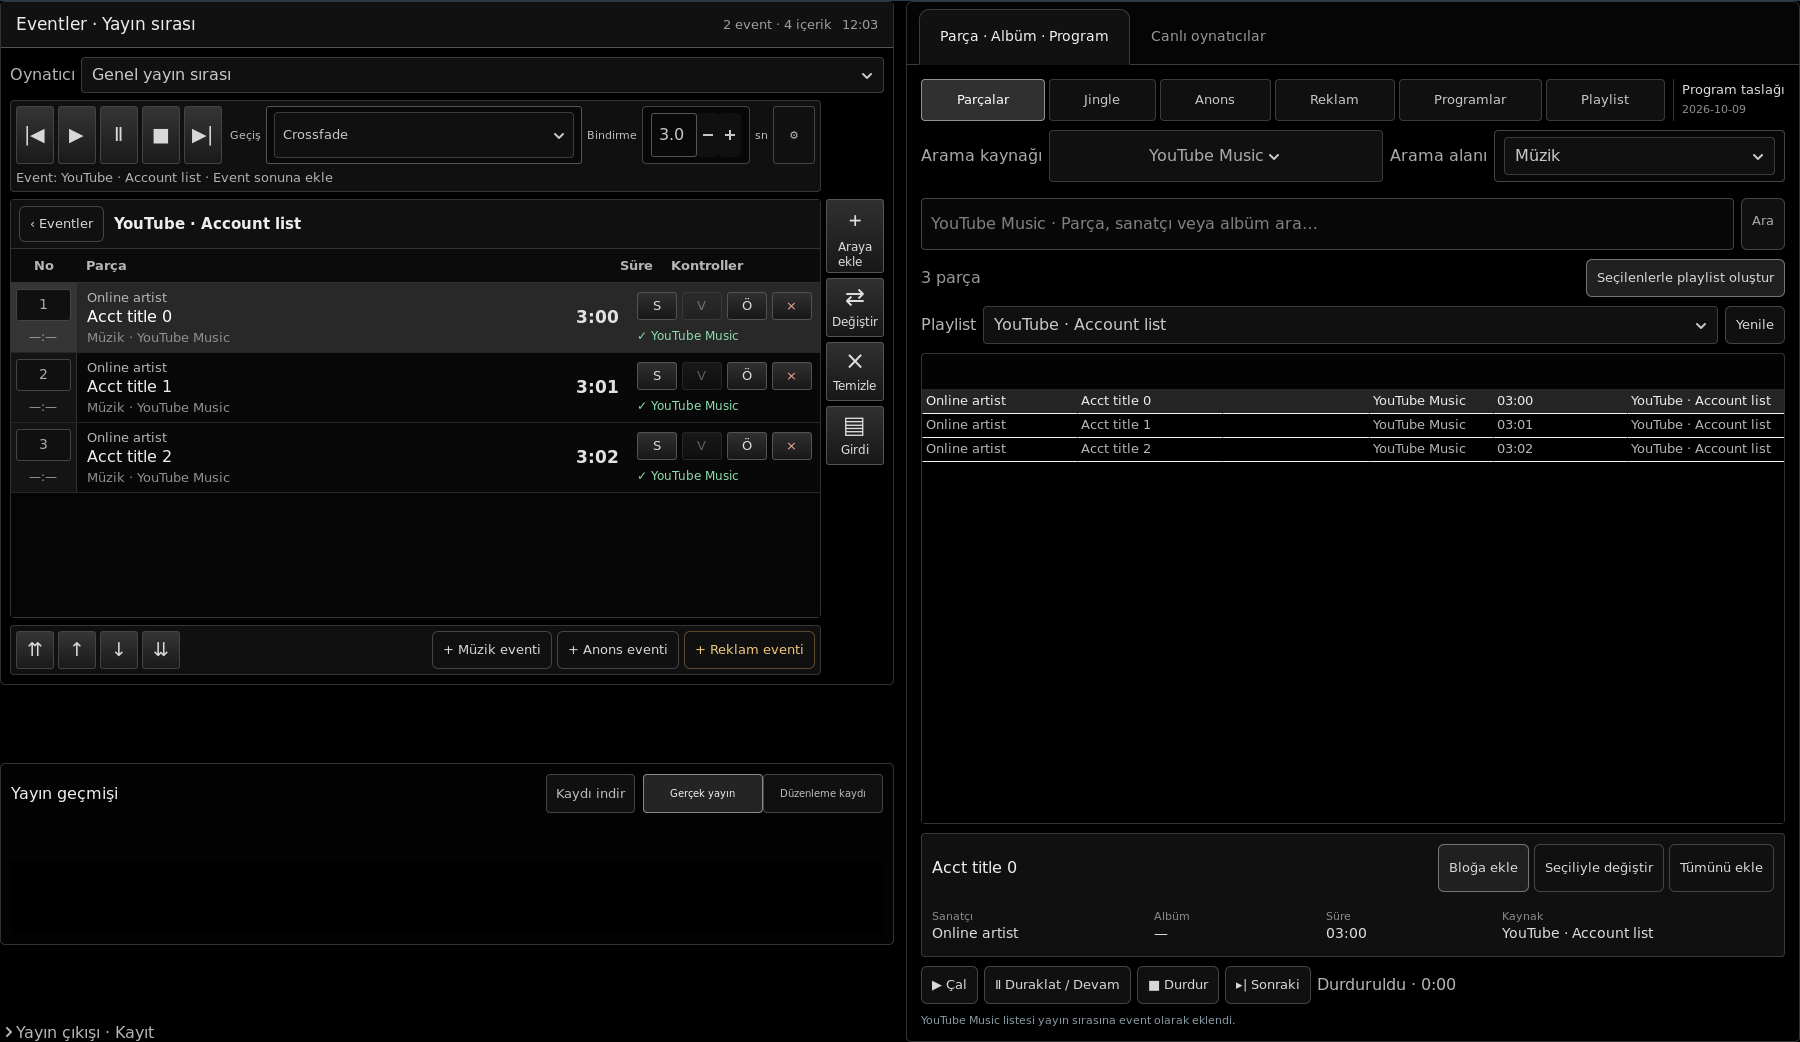 Eventler · Yayın sırası
2 event · 4 içerik 12:03
Oynatıcı Genel yayın sırası
Geçiş Crossfade Bindirme 3.0 − + sn
Event: YouTube · Account list · Event sonuna ekle
‹ Eventler YouTube · Account list
No Parça Süre Kontroller
1 Online artist
Acct title 0 3:00 S V Ö ×
—:— Müzik · YouTube Music ✓ YouTube Music
2 Online artist
Acct title 1 3:01 S V Ö ×
—:— Müzik · YouTube Music ✓ YouTube Music
3 Online artist
Acct title 2 3:02 S V Ö ×
—:— Müzik · YouTube Music ✓ YouTube Music
+
Araya
ekle
Değiştir
Temizle
Girdi
+ Müzik eventi + Anons eventi + Reklam eventi
Yayın geçmişi Kaydı indir Gerçek yayın Düzenleme kaydı
Yayın çıkışı · Kayıt
Parça · Albüm · Program Canlı oynatıcılar
Parçalar Jingle Anons Reklam Programlar Playlist
Program taslağı
2026-10-09
Arama kaynağı YouTube Music Arama alanı Müzik
YouTube Music · Parça, sanatçı veya albüm ara… Ara
3 parça Seçilenlerle playlist oluştur
Playlist YouTube · Account list Yenile
Online artist Acct title 0 YouTube Music 03:00 YouTube · Account list
Online artist Acct title 1 YouTube Music 03:01 YouTube · Account list
Online artist Acct title 2 YouTube Music 03:02 YouTube · Account list
Acct title 0 Bloğa ekle Seçiliyle değiştir Tümünü ekle
Sanatçı Albüm Süre Kaynak
Online artist — 03:00 YouTube · Account list
▶ Çal ⏸ Duraklat / Devam ■ Durdur ▸| Sonraki Durduruldu · 0:00
YouTube Music listesi yayın sırasına event olarak eklendi.